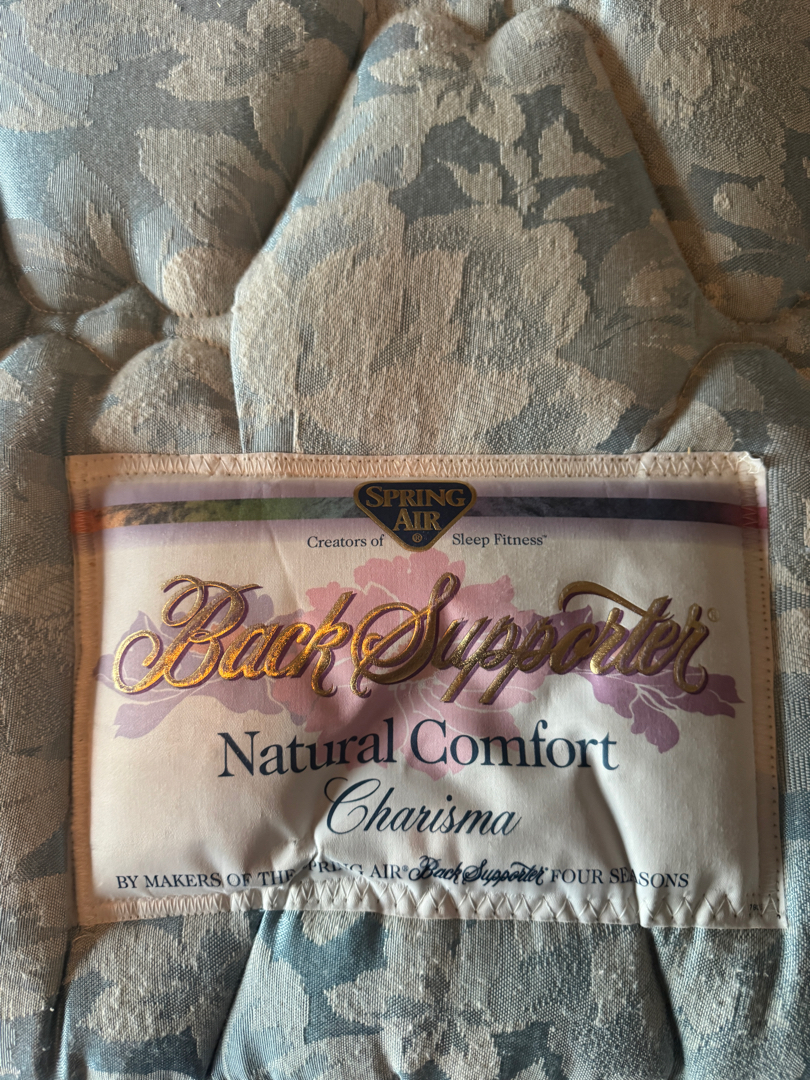 SPRING
AIR®
Creators of Sleep Fitness™
Back Supporter®
Natural Comfort
Charisma
BY MAKERS OF THE SPRING AIR® Back Supporter® FOUR SEASONS